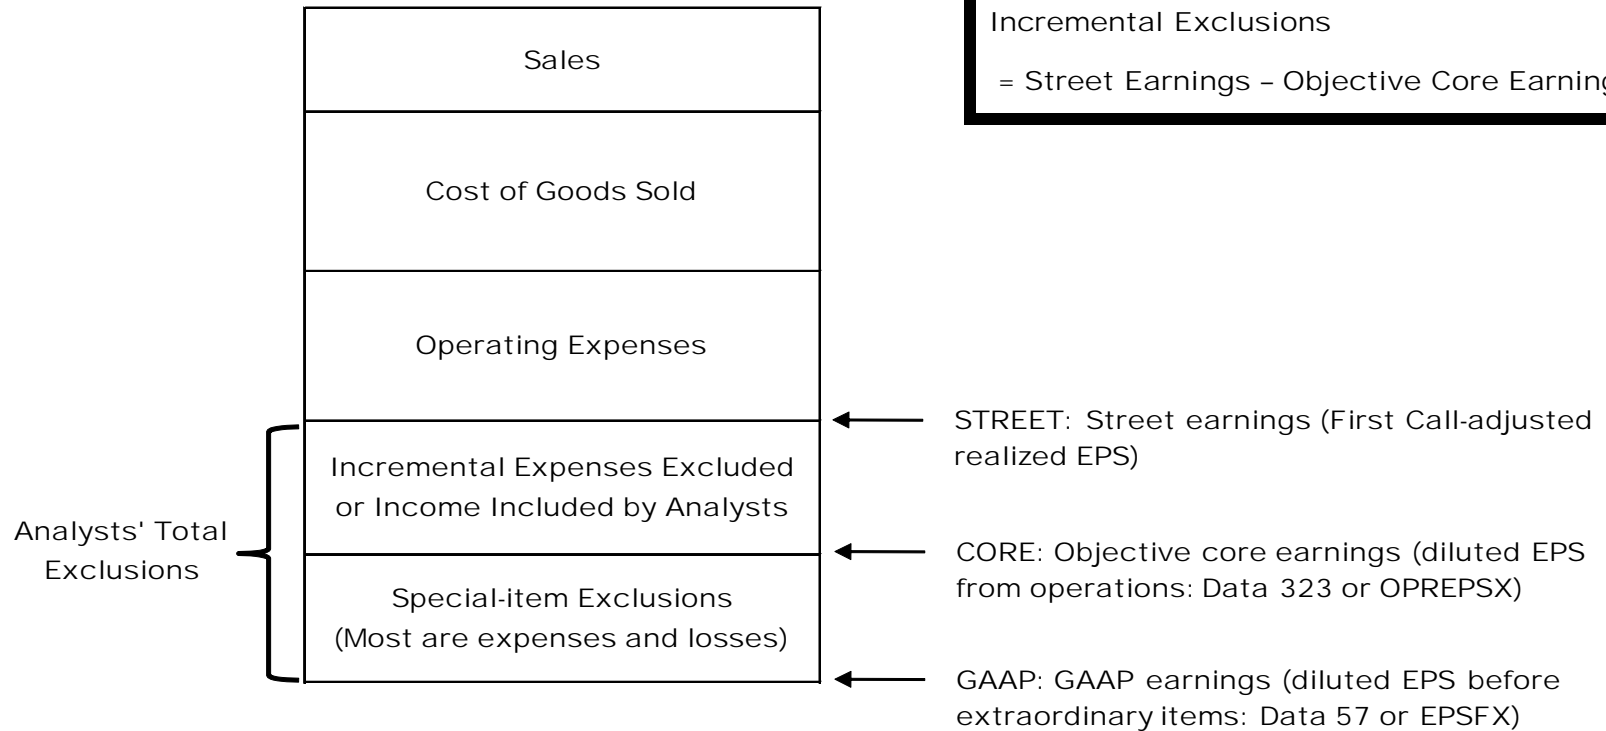 Sales
Incremental Exclusions
= Street Earnings – Objective Core
Cost of Goods Sold
Operating Expenses
STREET: Street earnings (First Call-adjusted
realized EPS)
Incremental Expenses Excluded
or Income Included by Analysts
Analysts' Total
Exclusions
CORE: Objective core earnings (diluted EPS
from operations: Data 323 or OPREPSX)
Special-item Exclusions
(Most are expenses and losses)
GAAP: GAAP earnings (diluted EPS before
extraordinary items: Data 57 or EPSFX)